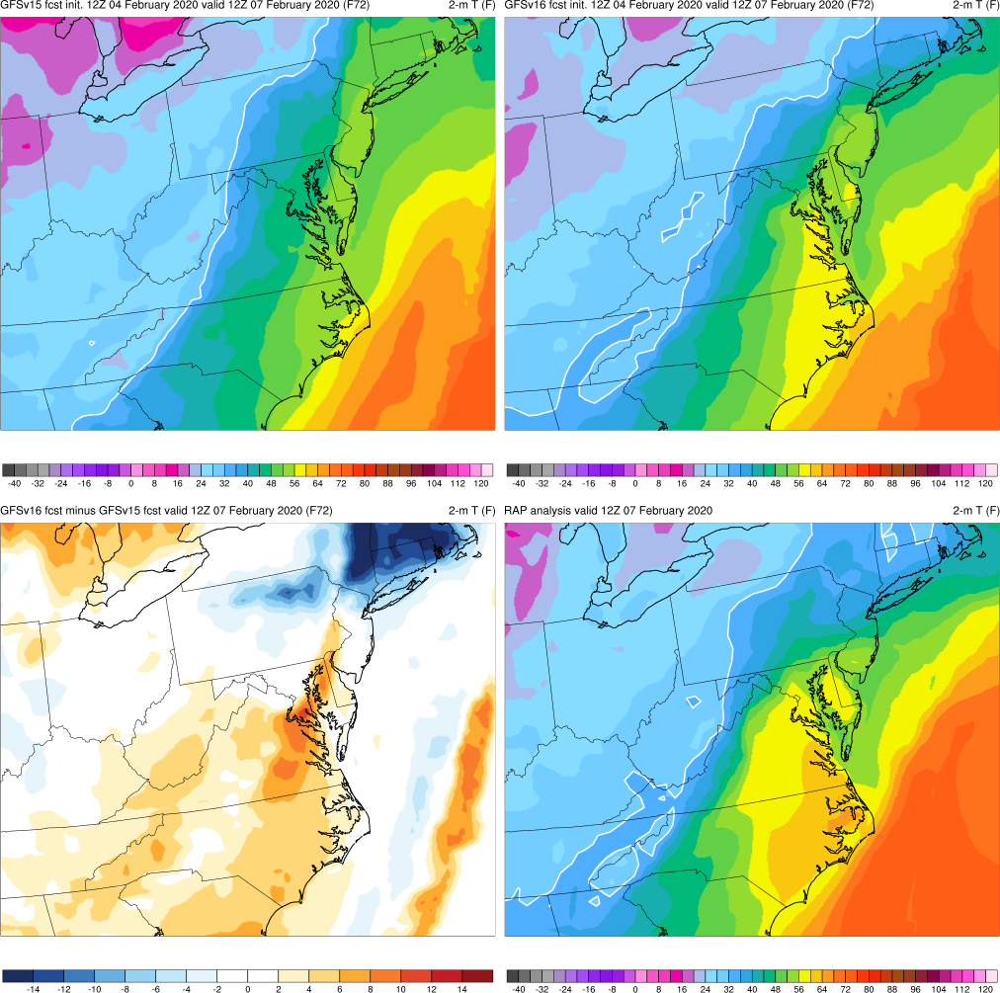 GFSv15 fcst init. 12Z 04 February 2020 valid 12Z 07 February 2020 (F72) 2-m T (F)
GFSv16 fcst init. 12Z 04 February 2020 valid 12Z 07 February 2020 (F72) 2-m T (F)
-40 -32 -24 -16 -8 0 8 16 24 32 40 48 56 64 72 80 88 96 104 112 120
-40 -32 -24 -16 -8 0 8 16 24 32 40 48 56 64 72 80 88 96 104 112 120
GFSv16 fcst minus GFSv15 fcst valid 12Z 07 February 2020 (F72) 2-m T (F)
RAP analysis valid 12Z 07 February 2020 2-m T (F)
-14 -12 -10 -8 -6 -4 -2 0 2 4 6 8 10 12 14
-40 -32 -24 -16 -8 0 8 16 24 32 40 48 56 64 72 80 88 96 104 112 120